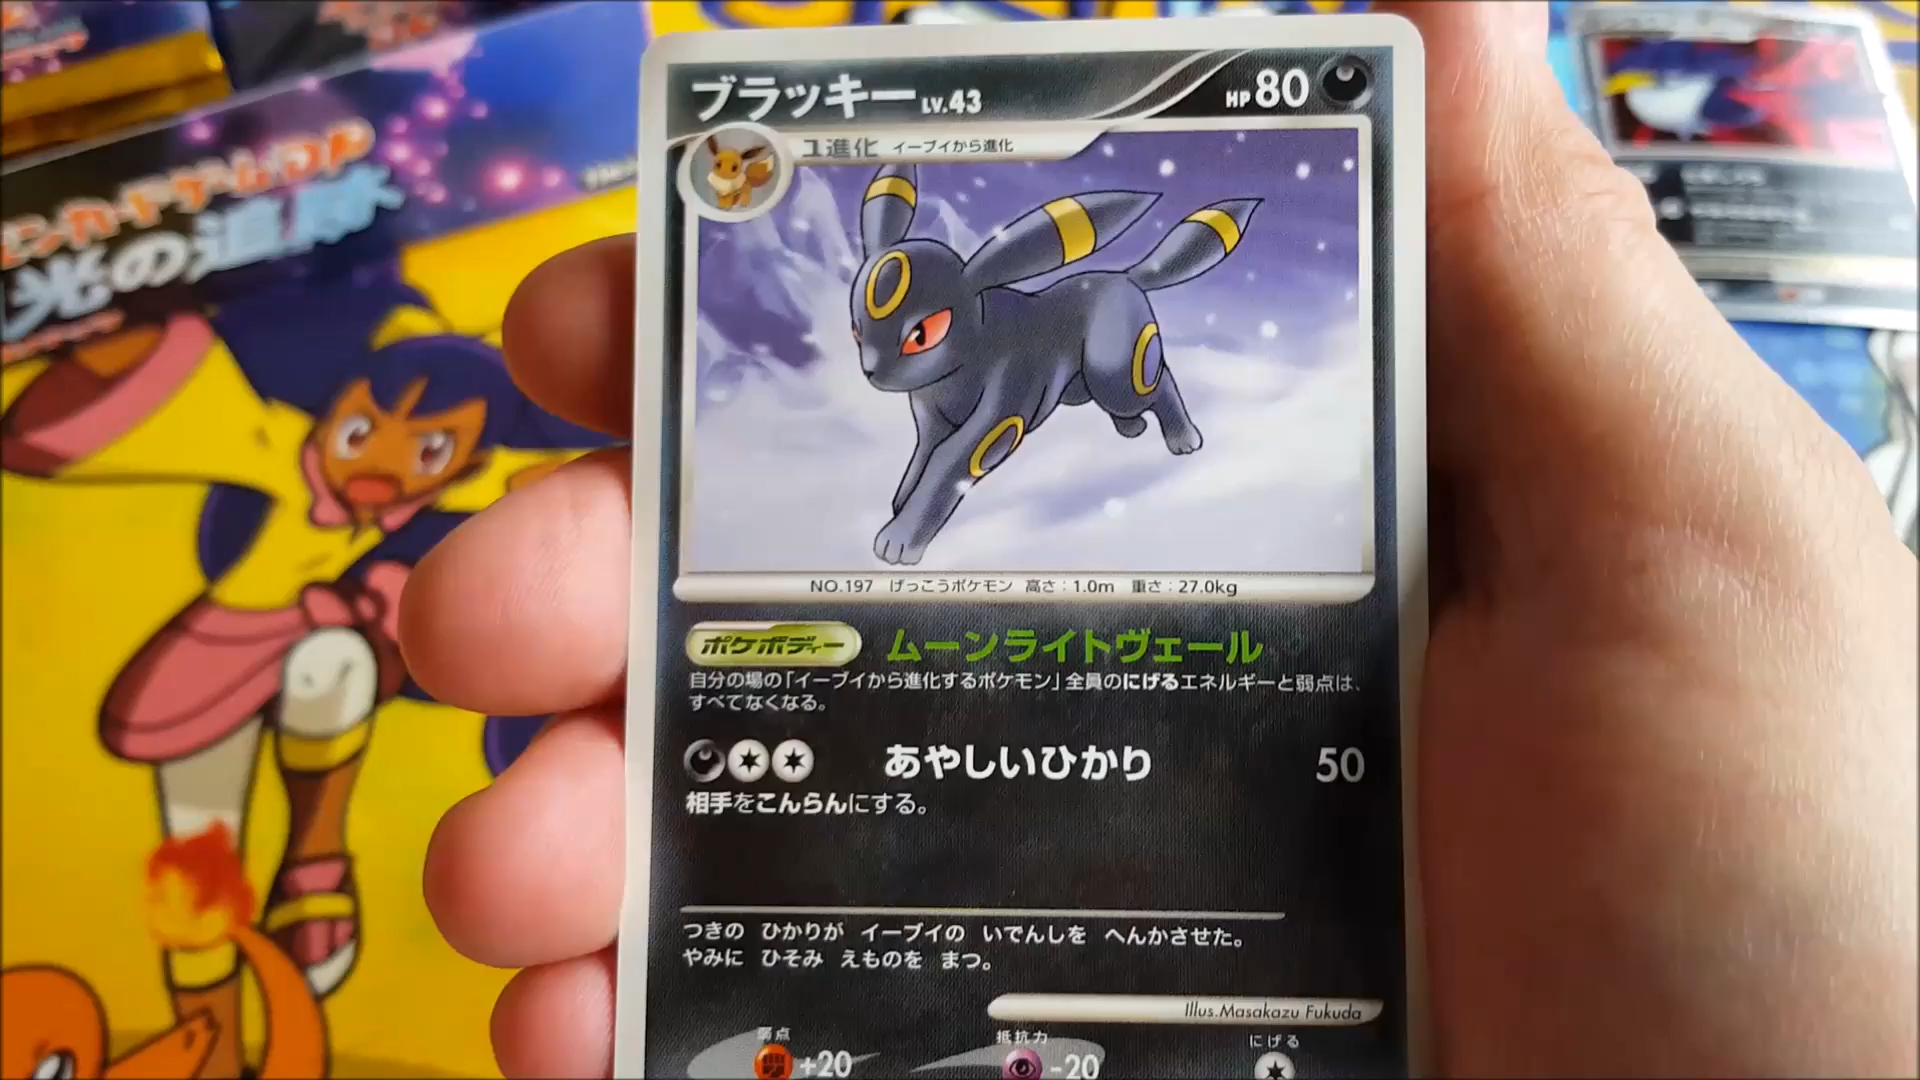 ブラッキー LV.43 HP 80
1進化 イーブイから進化
NO.197 げっこうポケモン 高さ：1.0m 重さ：27.0kg
ポケボディー ムーンライトヴェール
自分の場の「イーブイから進化するポケモン」全員のにげるエネルギーと弱点は、
すべてなくなる。
あやしいひかり 50
相手をこんらんにする。
つきの ひかりが イーブイの いでんしを へんかさせた。
やみに ひそみ えものを まつ。
Illus.Masakazu Fukuda
弱点 抵抗力 にげる
+20 -20
光の